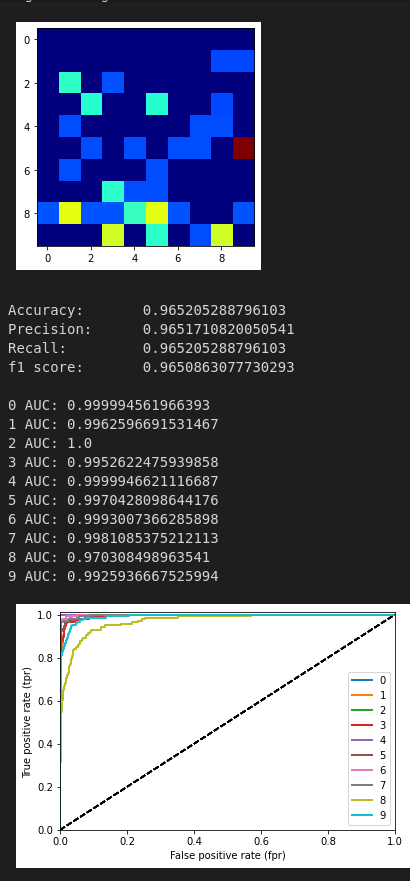 0
2
4
6
8
0 2 4 6 8
Accuracy: 0.965205288796103
Precision: 0.9651710820050541
Recall: 0.965205288796103
f1 score: 0.9650863077730293
0 AUC: 0.999994561966393
1 AUC: 0.9962596691531467
2 AUC: 1.0
3 AUC: 0.9952622475939858
4 AUC: 0.9999946621116687
5 AUC: 0.9970428098644176
6 AUC: 0.9993007366285898
7 AUC: 0.9981085375212113
8 AUC: 0.970308498963541
9 AUC: 0.9925936667525994
1.0
0.8
0.6
0.4
0.2
0.0
True positive rate (tpr)
0
1
2
3
4
5
6
7
8
9
0.0 0.2 0.4 0.6 0.8 1.0
False positive rate (fpr)